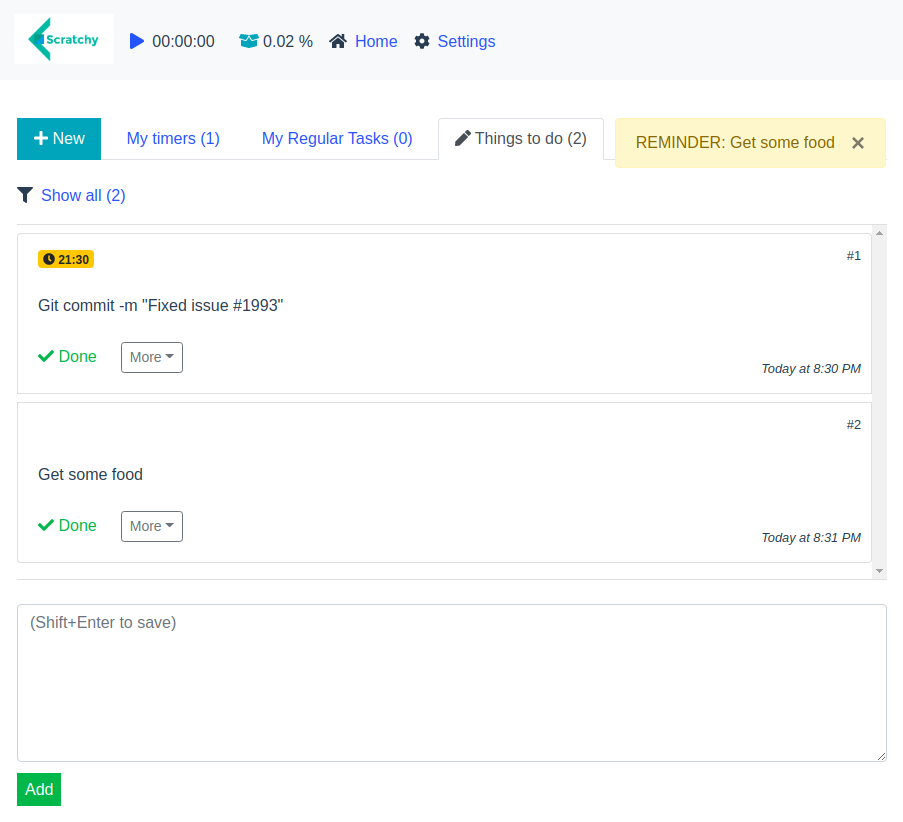 Scratchy
00:00:00
0.02 %
Home
Settings
New
My timers (1)
My Regular Tasks (0)
Things to do (2)
REMINDER: Get some food ×
Show all (2)
21:30
#1
Git commit -m "Fixed issue #1993"
Done
More
Today at 8:30 PM
#2
Get some food
Done
More
Today at 8:31 PM
(Shift+Enter to save)
Add